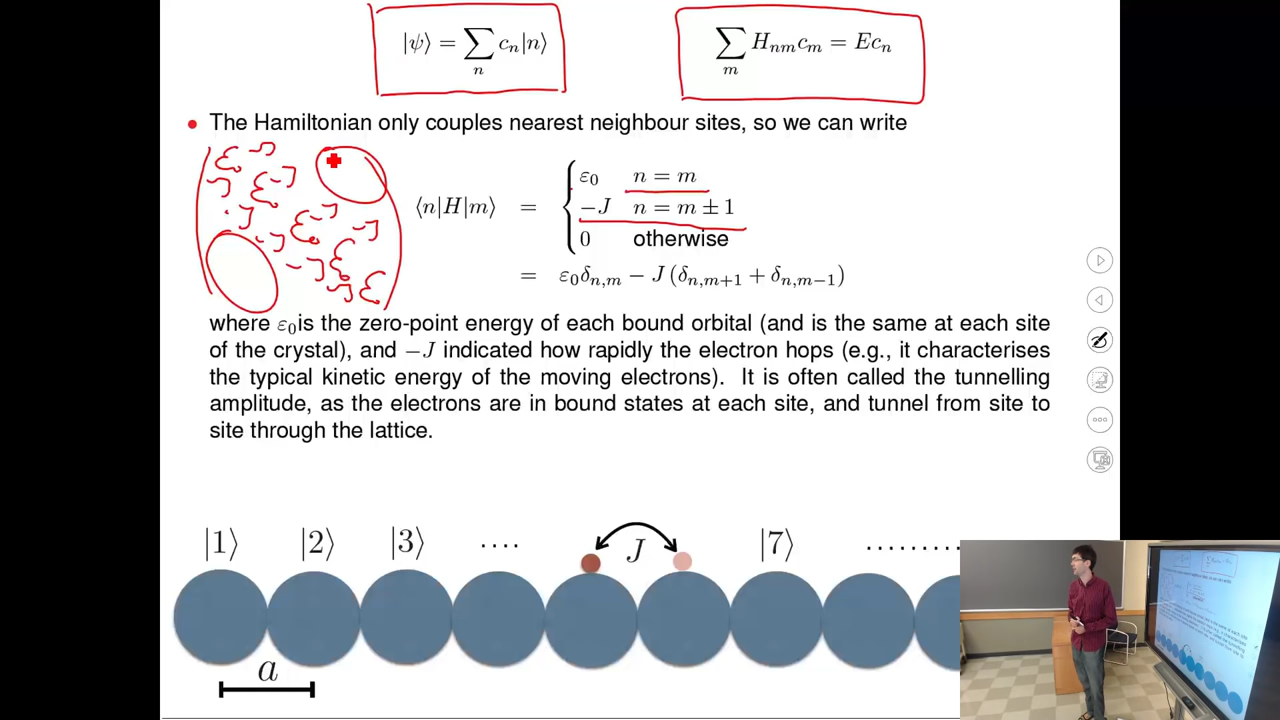 |ψ⟩ = ∑ₙ cₙ|n⟩
∑ₘ Hₙₘcₘ = Ecₙ
• The Hamiltonian only couples nearest neighbour sites, so we can write
ε₀ -J
-J ε₀ -J
-J ε₀ -J
-J ε -J
-J ε
⟨n|H|m⟩ = { ε₀ n = m
-J n = m ± 1
0 otherwise
= ε₀δₙ,ₘ − J (δₙ,ₘ₊₁ + δₙ,ₘ₋₁)
where ε₀is the zero-point energy of each bound orbital (and is the same at each site
of the crystal), and −J indicated how rapidly the electron hops (e.g., it characterises
the typical kinetic energy of the moving electrons). It is often called the tunnelling
amplitude, as the electrons are in bound states at each site, and tunnel from site to
site through the lattice.
|1⟩ |2⟩ |3⟩ .... J |7⟩ .........
a